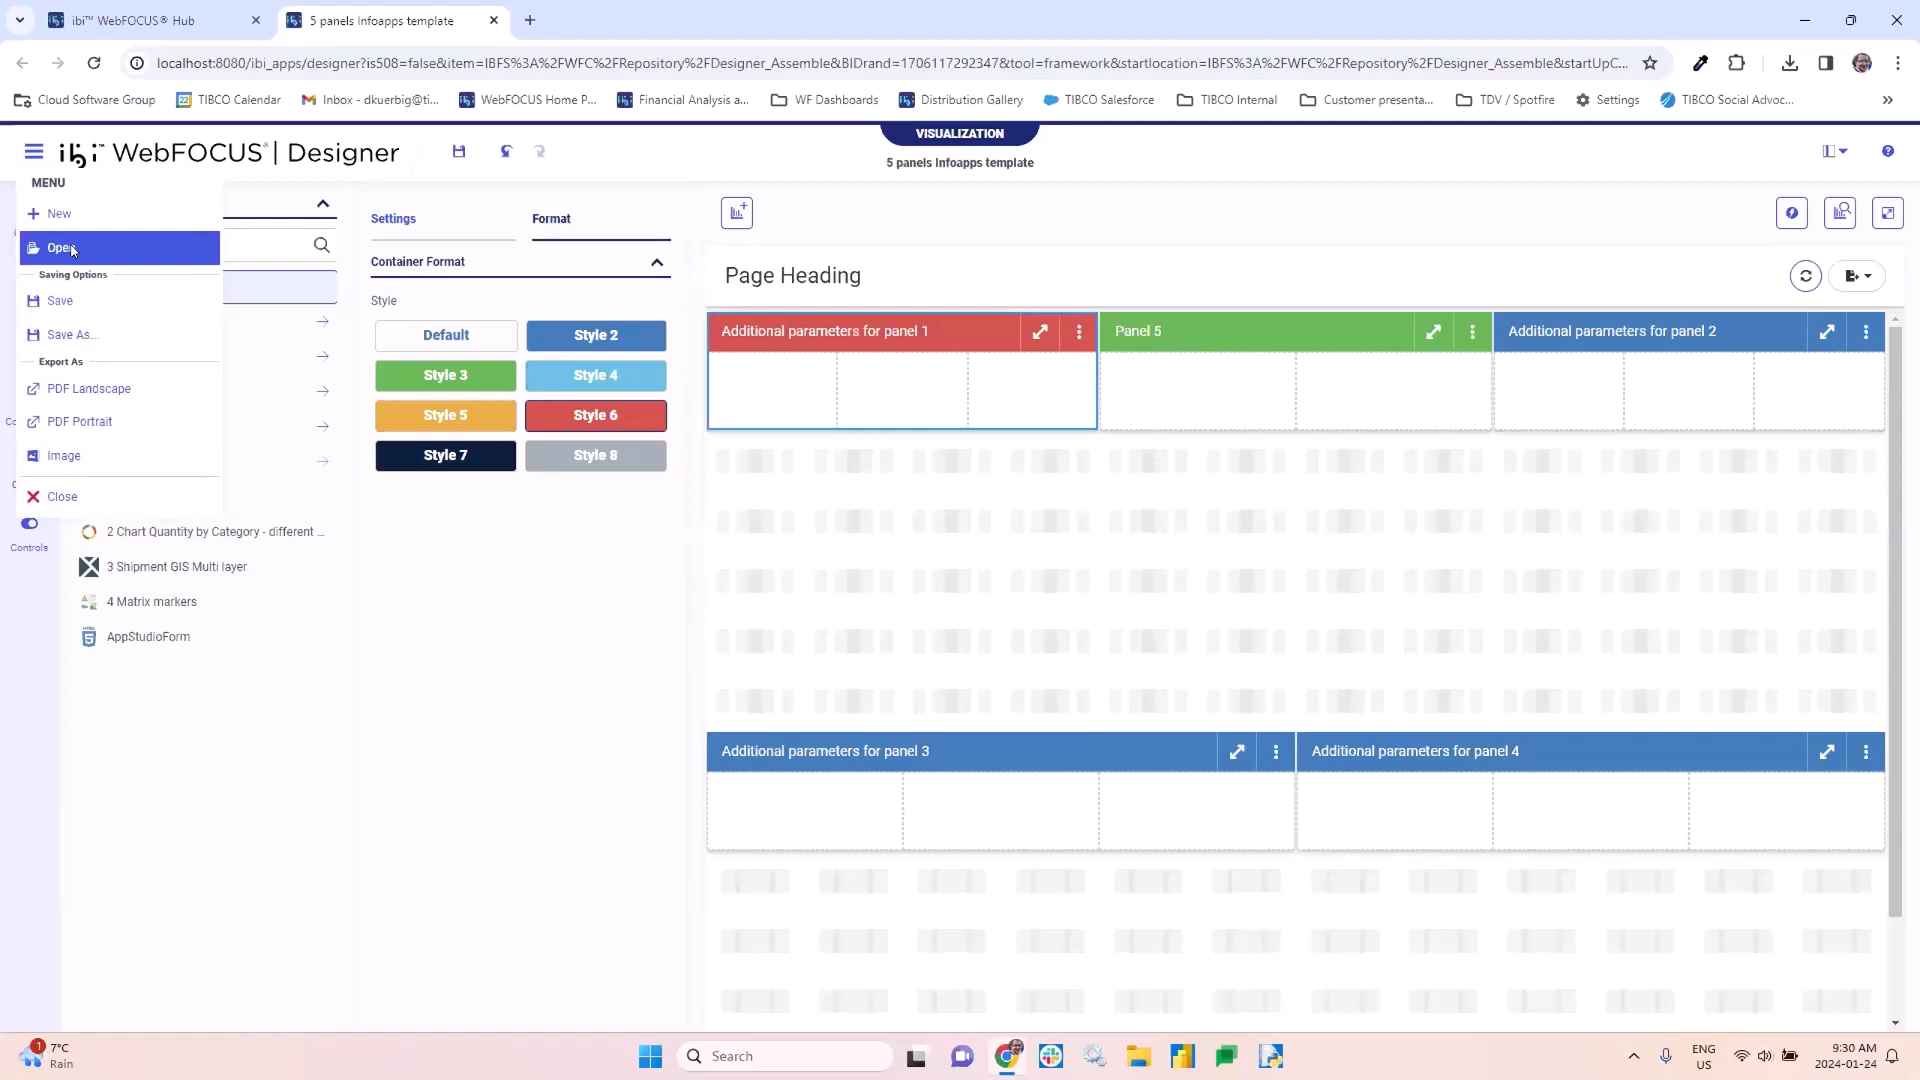 ibi™ WebFOCUS® Hub
5 panels Infoapps template
localhost:8080/ibi_apps/designer?is508=false&item=IBFS%3A%2FWFC%2FRepository%2FDesigner_Assemble&BIDrand=1706117292347&tool=framework&startlocation=IBFS%3A%2FWFC%2FRepository%2FDesigner_Assemble&startUpC...
Cloud Software Group
TIBCO Calendar
Inbox - dkuerbig@ti...
WebFOCUS Home P...
Financial Analysis a...
WF Dashboards
Distribution Gallery
TIBCO Salesforce
TIBCO Internal
Customer presenta...
TDV / Spotfire
Settings
TIBCO Social Advoc...
ibi™ WebFOCUS® | Designer
VISUALIZATION
5 panels Infoapps template
MENU
New
Open
Saving Options
Save
Save As...
Export As
PDF Landscape
PDF Portrait
Image
Close
Controls
2 Chart Quantity by Category - different ...
3 Shipment GIS Multi layer
4 Matrix markers
AppStudioForm
Settings
Format
Container Format
Style
Default
Style 2
Style 3
Style 4
Style 5
Style 6
Style 7
Style 8
Page Heading
Additional parameters for panel 1
Panel 5
Additional parameters for panel 2
Additional parameters for panel 3
Additional parameters for panel 4
1
7°C
Rain
Search
ENG
US
9:30 AM
2024-01-24